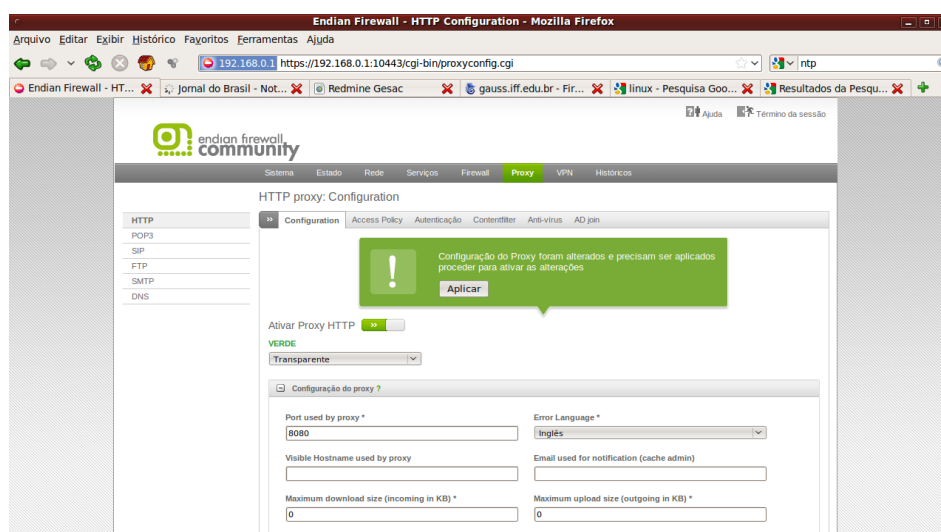 Endian Firewall - HTTP Configuration - Mozilla Firefox
Arquivo Editar Exibir Histórico Favoritos Ferramentas Ajuda
192.168.0.1 https://192.168.0.1:10443/cgi-bin/proxyconfig.cgi
ntp
Endian Firewall - HT...
Jornal do Brasil - Not...
Redmine Gesac
gauss.iff.edu.br - Fir...
linux - Pesquisa Goo...
Resultados da Pesqu...
Ajuda
Término da sessão
endian firewall
community
Sistema Estado Rede Serviços Firewall Proxy VPN Históricos
HTTP proxy: Configuration
HTTP
POP3
SIP
FTP
SMTP
DNS
>> Configuration Access Policy Autenticação Contentfilter Anti-vírus AD join
!
Configuração do Proxy foram alterados e precisam ser aplicados
proceder para ativar as alterações
Aplicar
Ativar Proxy HTTP >>
VERDE
Transparente
Configuração do proxy ?
Port used by proxy *
8080
Error Language *
Inglês
Visible Hostname used by proxy
Email used for notification (cache admin)
Maximum download size (incoming in KB) *
0
Maximum upload size (outgoing in KB) *
0